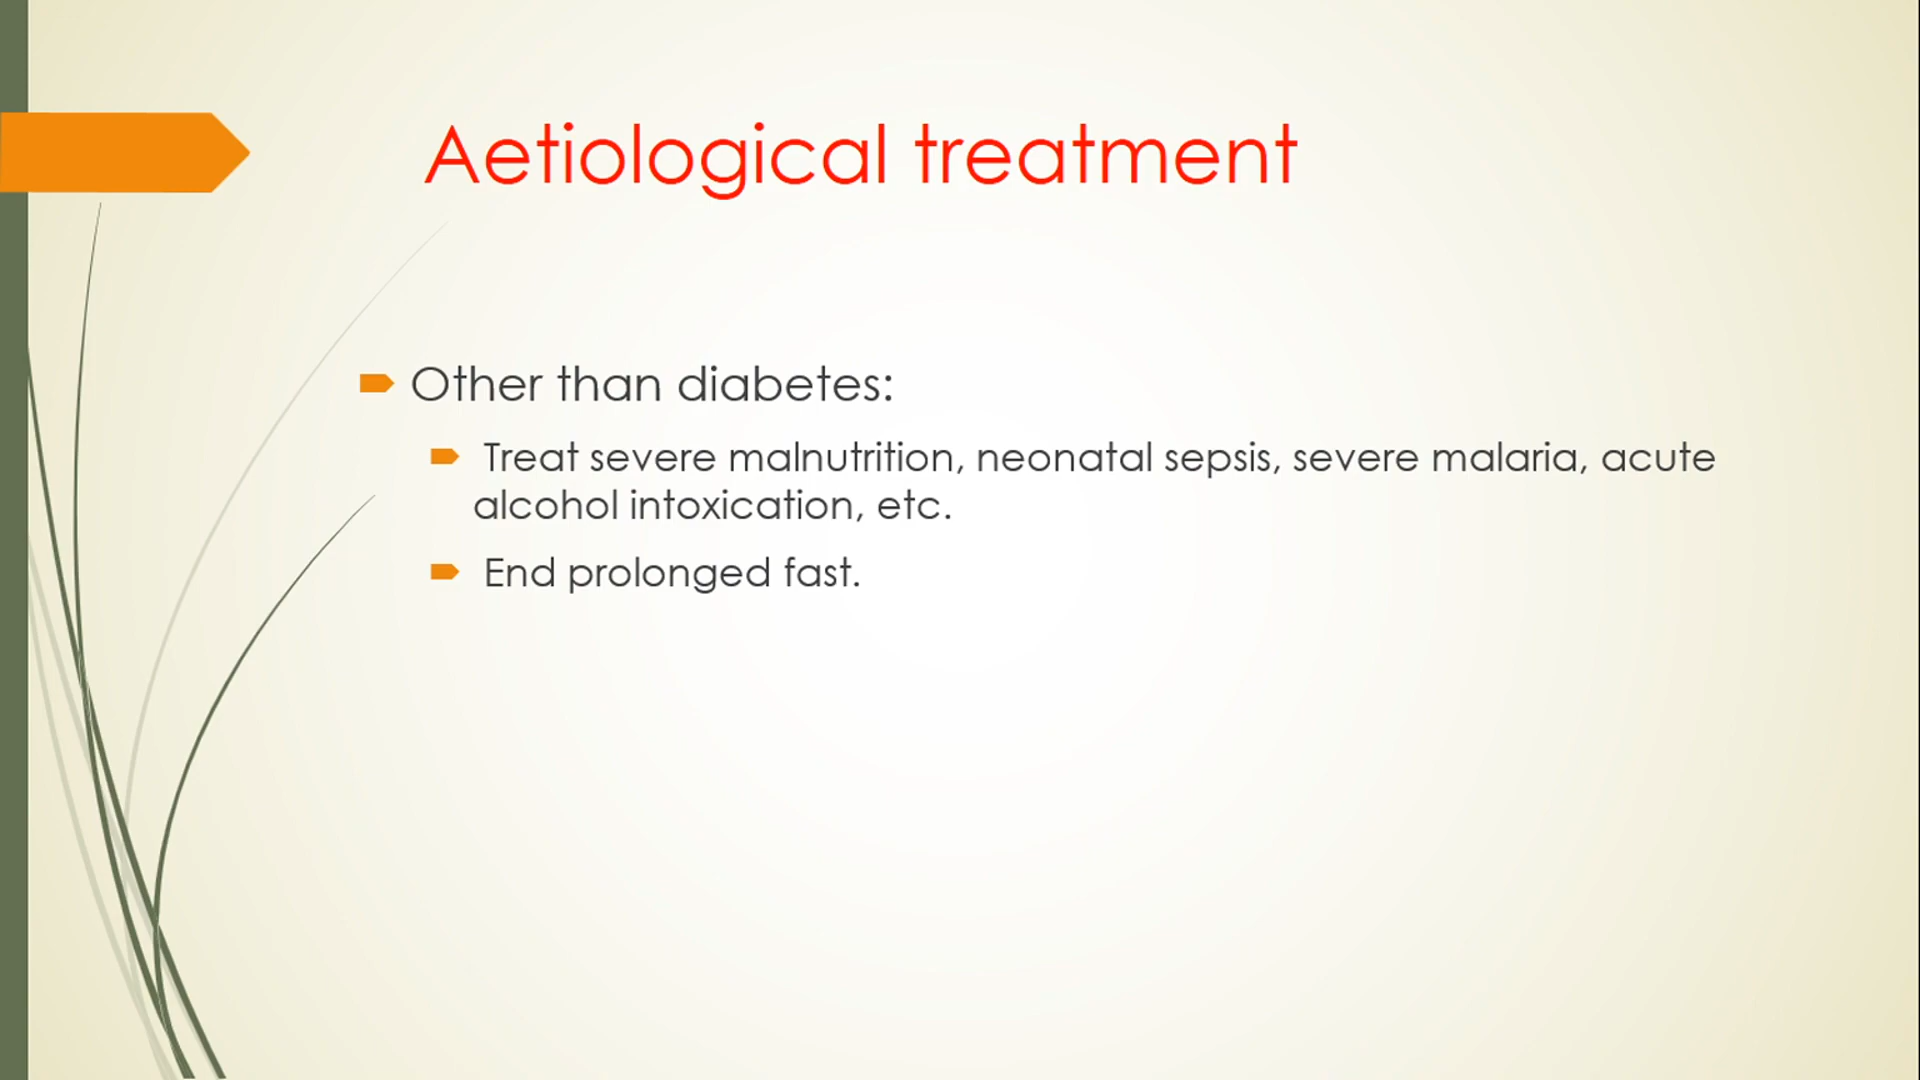 Aetiological treatment
Other than diabetes:
Treat severe malnutrition, neonatal sepsis, severe malaria, acute
alcohol intoxication, etc.
End prolonged fast.